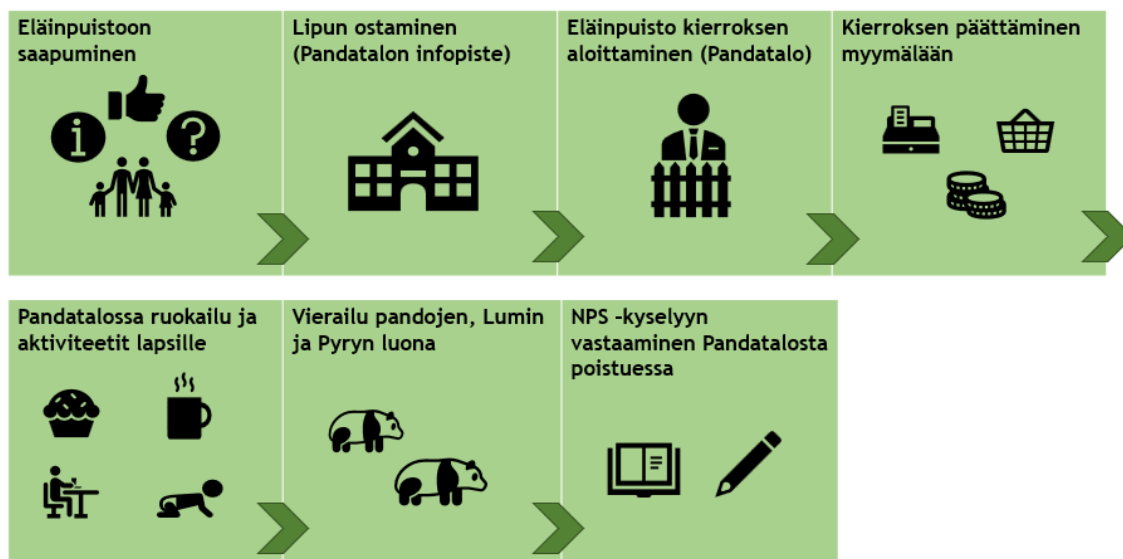 Eläinpuistoon
saapuminen
Lipun ostaminen
(Pandatalon infopiste)
Eläinpuisto kierroksen
aloittaminen (Pandatalo)
Kierroksen päättäminen
myymälään
Pandatalossa ruokailu ja
aktiviteetit lapsille
Vierailu pandojen, Lumin
ja Pyryn luona
NPS -kyselyyn
vastaaminen Pandatalosta
poistuessa